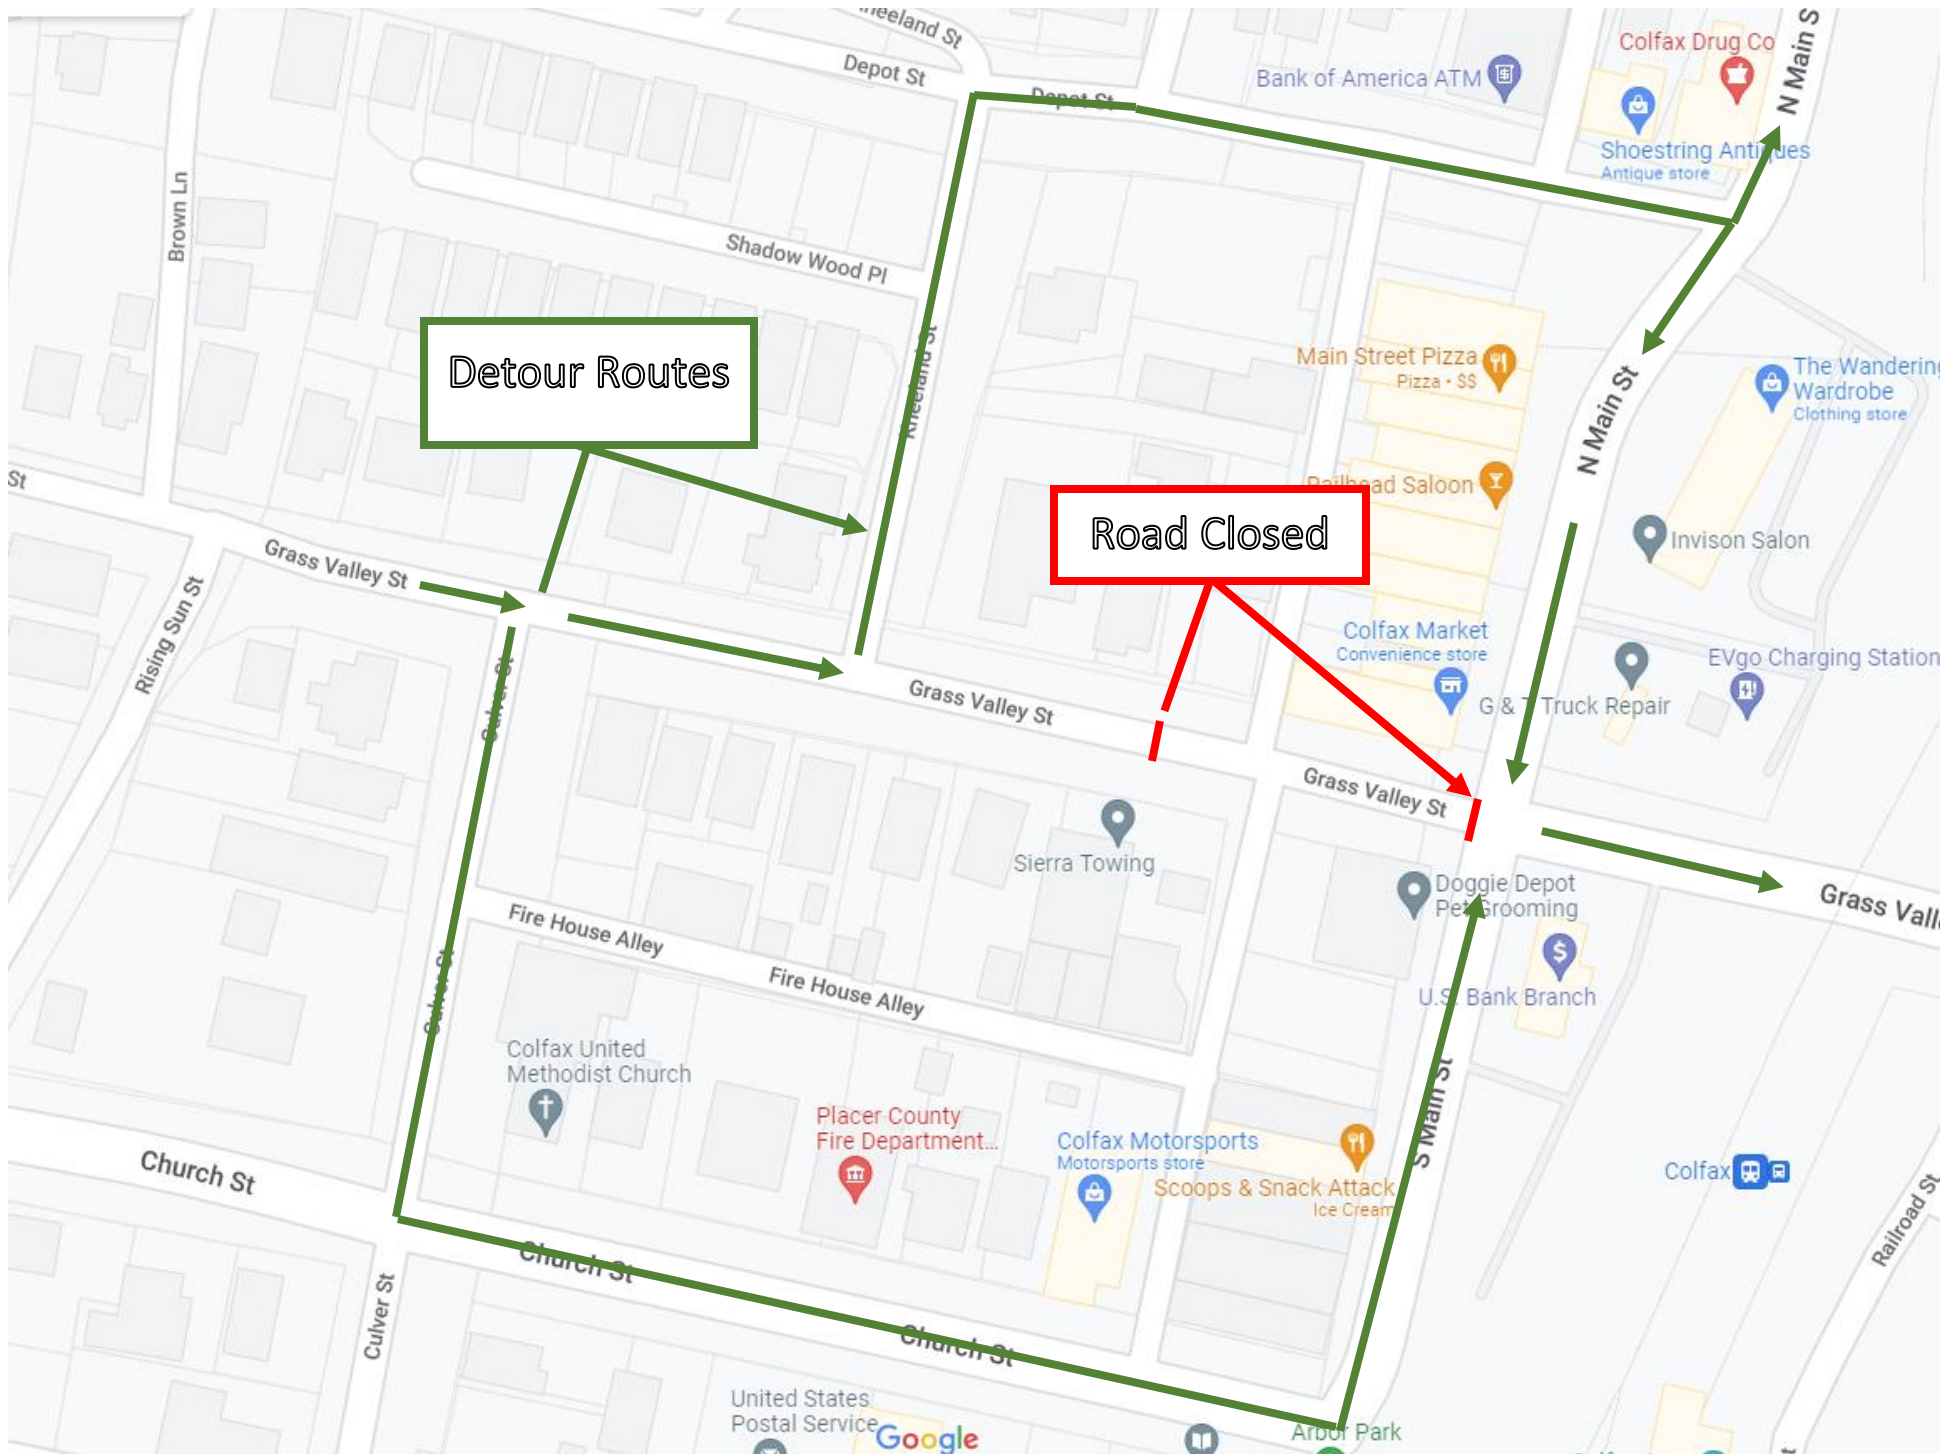 Kneeland St
Depot St
Depot St
Bank of America ATM
Colfax Drug Co
N Main S
Shoestring Antiques
Antique store
Brown Ln
Shadow Wood Pl
Kneeland St
Detour Routes
Main Street Pizza
Pizza • $$
N Main St
The Wandering
Wardrobe
Clothing store
St
Railhead Saloon
Road Closed
Invison Salon
Grass Valley St
Rising Sun St
Culver St
Grass Valley St
Colfax Market
Convenience store
G & T Truck Repair
EVgo Charging Station
Grass Valley St
Sierra Towing
Doggie Depot
Pet Grooming
Grass Vall
Fire House Alley
Fire House Alley
Culver St
U.S. Bank Branch
Colfax United
Methodist Church
Placer County
Fire Department...
Colfax Motorsports
Motorsports store
Scoops & Snack Attack
Ice Cream
S Main St
Colfax
Railroad St
Church St
Church St
Church St
Culver St
United States
Postal Service
Google
Arbor Park